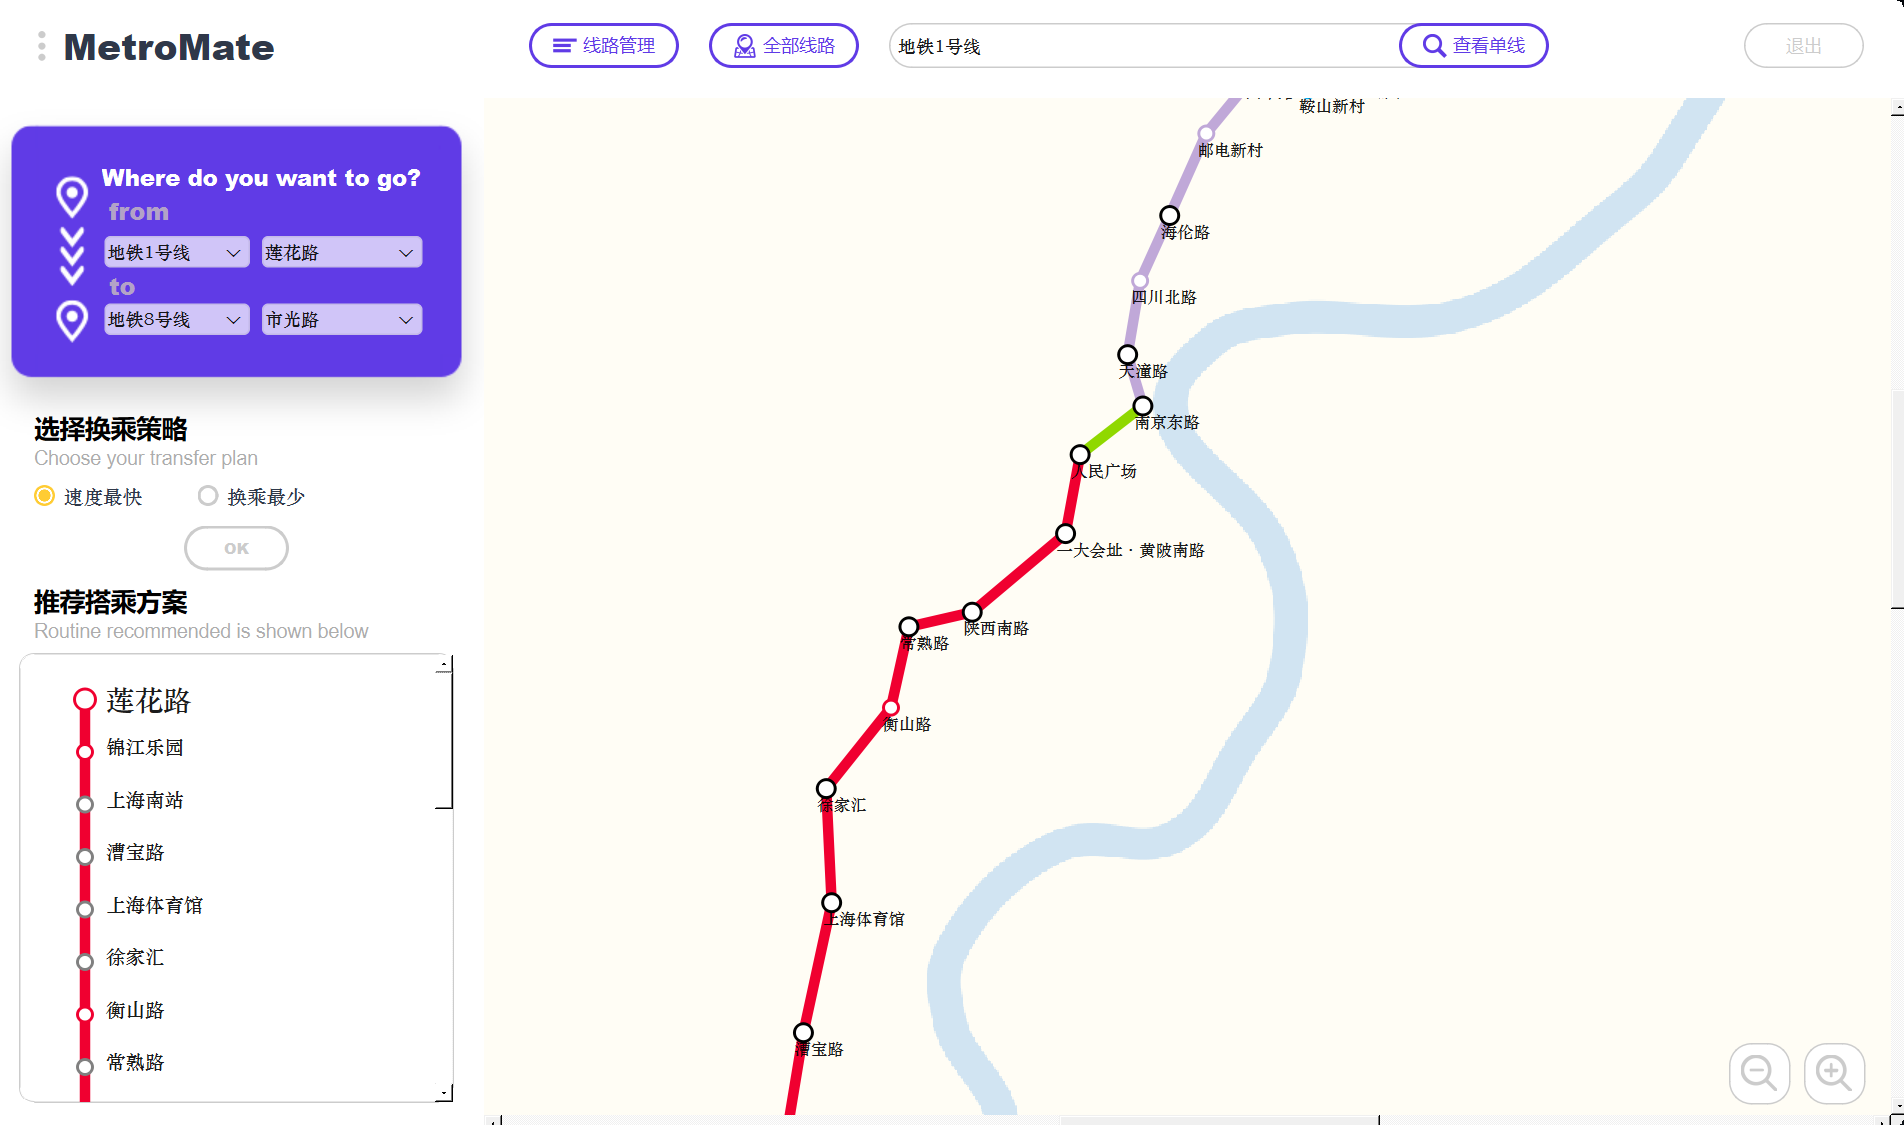 MetroMate
线路管理
全部线路
地铁1号线
查看单线
退出
Where do you want to go?
from
地铁1号线
莲花路
to
地铁8号线
市光路
选择换乘策略
Choose your transfer plan
速度最快
换乘最少
OK
推荐搭乘方案
Routine recommended is shown below
莲花路
锦江乐园
上海南站
漕宝路
上海体育馆
徐家汇
衡山路
常熟路
鞍山新村
邮电新村
海伦路
四川北路
天潼路
南京东路
人民广场
一大会址·黄陂南路
陕西南路
常熟路
衡山路
徐家汇
上海体育馆
漕宝路